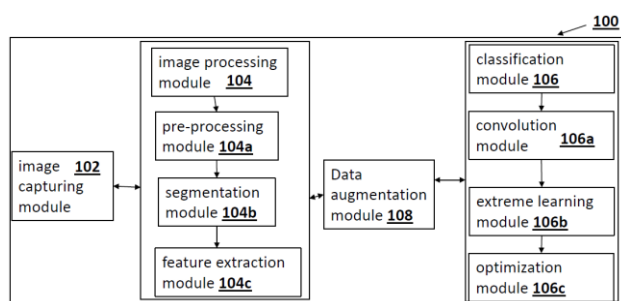 100
image 102
capturing
module
image processing
module 104
pre-processing
module 104a
segmentation
module 104b
feature extraction
module 104c
Data
augmentation
module 108
classification
module 106
convolution
module 106a
extreme learning
module 106b
optimization
module 106c